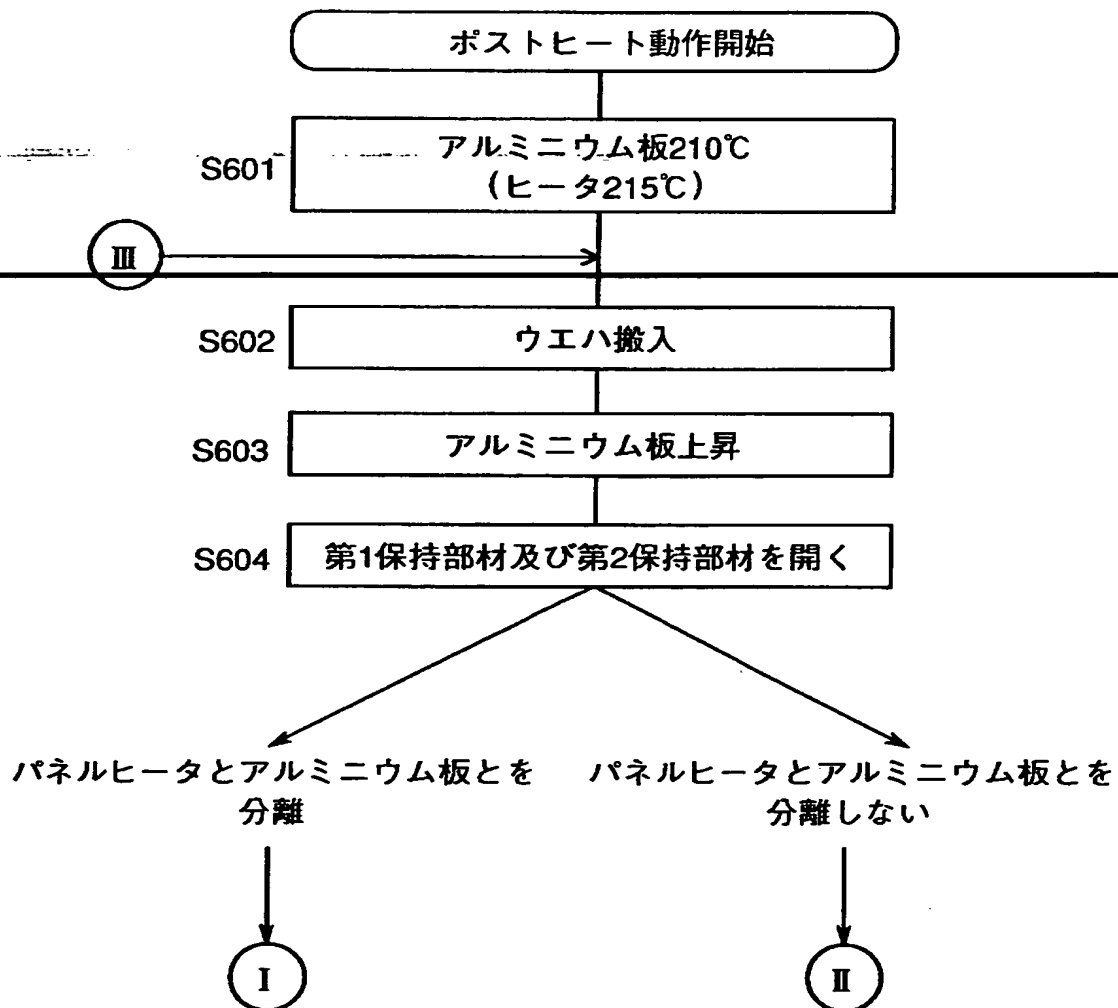 ポストヒート動作開始
S601
アルミニウム板210℃
(ヒータ215℃)
Ⅲ
S602
ウエハ搬入
S603
アルミニウム板上昇
S604
第1保持部材及び第2保持部材を開く
パネルヒータとアルミニウム板とを
分離
パネルヒータとアルミニウム板とを
分離しない
Ⅰ
Ⅱ